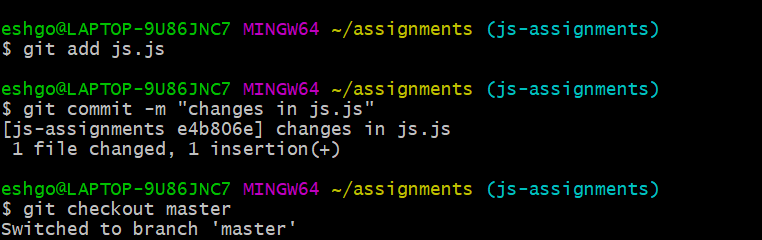 eshgo@LAPTOP-9U86JNC7 MINGW64 ~/assignments (js-assignments)
$ git add js.js
eshgo@LAPTOP-9U86JNC7 MINGW64 ~/assignments (js-assignments)
$ git commit -m "changes in js.js"
[js-assignments e4b806e] changes in js.js
 1 file changed, 1 insertion(+)
eshgo@LAPTOP-9U86JNC7 MINGW64 ~/assignments (js-assignments)
$ git checkout master
Switched to branch 'master'